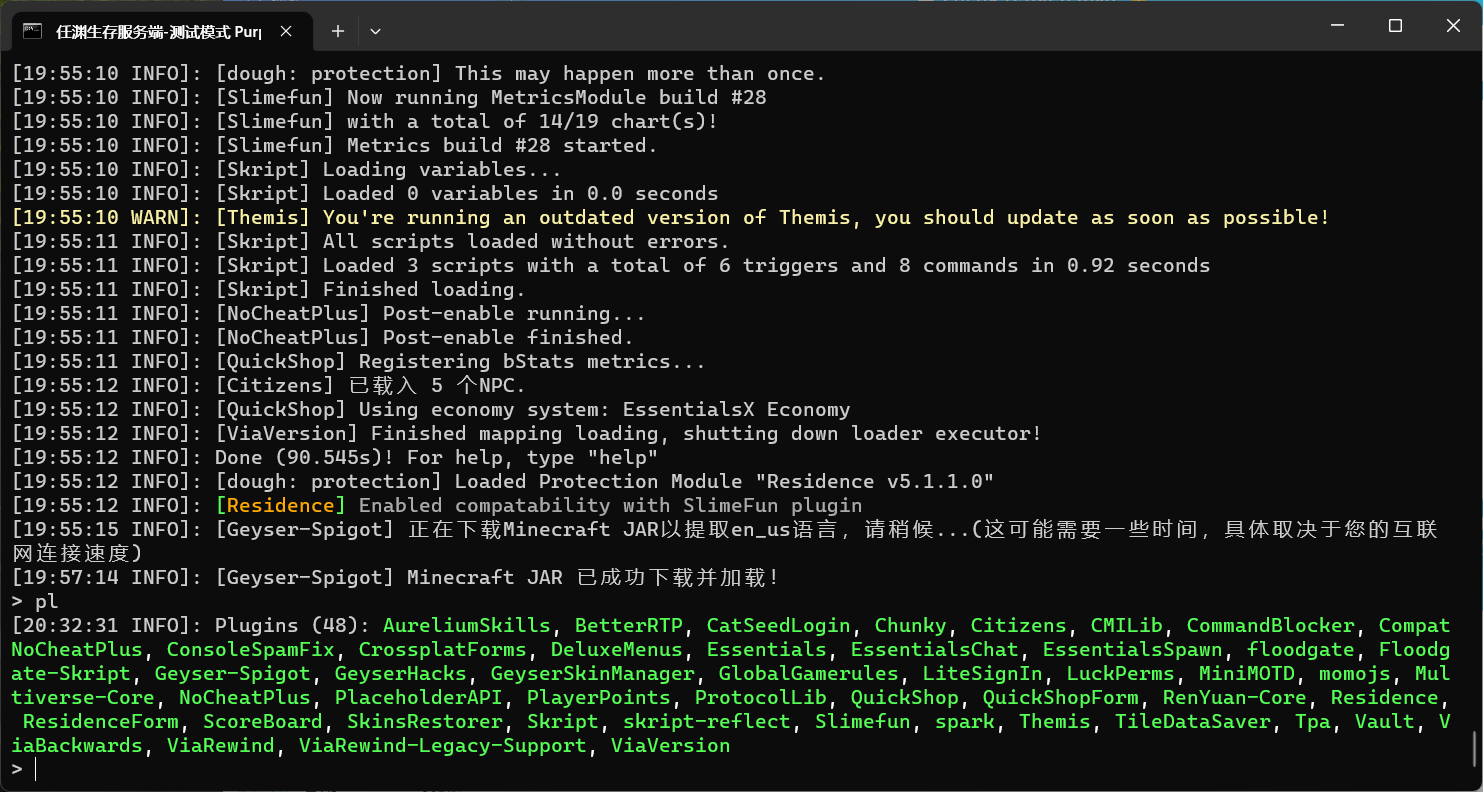 任渊生存服务端-测试模式 Purp
[19:55:10 INFO]: [dough: protection] This may happen more than once.
[19:55:10 INFO]: [Slimefun] Now running MetricsModule build #28
[19:55:10 INFO]: [Slimefun] with a total of 14/19 chart(s)!
[19:55:10 INFO]: [Slimefun] Metrics build #28 started.
[19:55:10 INFO]: [Skript] Loading variables...
[19:55:10 INFO]: [Skript] Loaded 0 variables in 0.0 seconds
[19:55:10 WARN]: [Themis] You're running an outdated version of Themis, you should update as soon as possible!
[19:55:11 INFO]: [Skript] All scripts loaded without errors.
[19:55:11 INFO]: [Skript] Loaded 3 scripts with a total of 6 triggers and 8 commands in 0.92 seconds
[19:55:11 INFO]: [Skript] Finished loading.
[19:55:11 INFO]: [NoCheatPlus] Post-enable running...
[19:55:11 INFO]: [NoCheatPlus] Post-enable finished.
[19:55:11 INFO]: [QuickShop] Registering bStats metrics...
[19:55:12 INFO]: [Citizens] 已载入 5 个NPC.
[19:55:12 INFO]: [QuickShop] Using economy system: EssentialsX Economy
[19:55:12 INFO]: [ViaVersion] Finished mapping loading, shutting down loader executor!
[19:55:12 INFO]: Done (90.545s)! For help, type "help"
[19:55:12 INFO]: [dough: protection] Loaded Protection Module "Residence v5.1.1.0"
[19:55:12 INFO]: [Residence] Enabled compatability with SlimeFun plugin
[19:55:15 INFO]: [Geyser-Spigot] 正在下载Minecraft JAR以提取en_us语言，请稍候...(这可能需要一些时间，具体取决于您的互联
网连接速度)
[19:57:14 INFO]: [Geyser-Spigot] Minecraft JAR 已成功下载并加载!
> pl
[20:32:31 INFO]: Plugins (48): AureliumSkills, BetterRTP, CatSeedLogin, Chunky, Citizens, CMILib, CommandBlocker, Compat
NoCheatPlus, ConsoleSpamFix, CrossplatForms, DeluxeMenus, Essentials, EssentialsChat, EssentialsSpawn, floodgate, Floodg
ate-Skript, Geyser-Spigot, GeyserHacks, GeyserSkinManager, GlobalGamerules, LiteSignIn, LuckPerms, MiniMOTD, momojs, Mul
tiverse-Core, NoCheatPlus, PlaceholderAPI, PlayerPoints, ProtocolLib, QuickShop, QuickShopForm, RenYuan-Core, Residence,
ResidenceForm, ScoreBoard, SkinsRestorer, Skript, skript-reflect, Slimefun, spark, Themis, TileDataSaver, Tpa, Vault, V
iaBackwards, ViaRewind, ViaRewind-Legacy-Support, ViaVersion
>